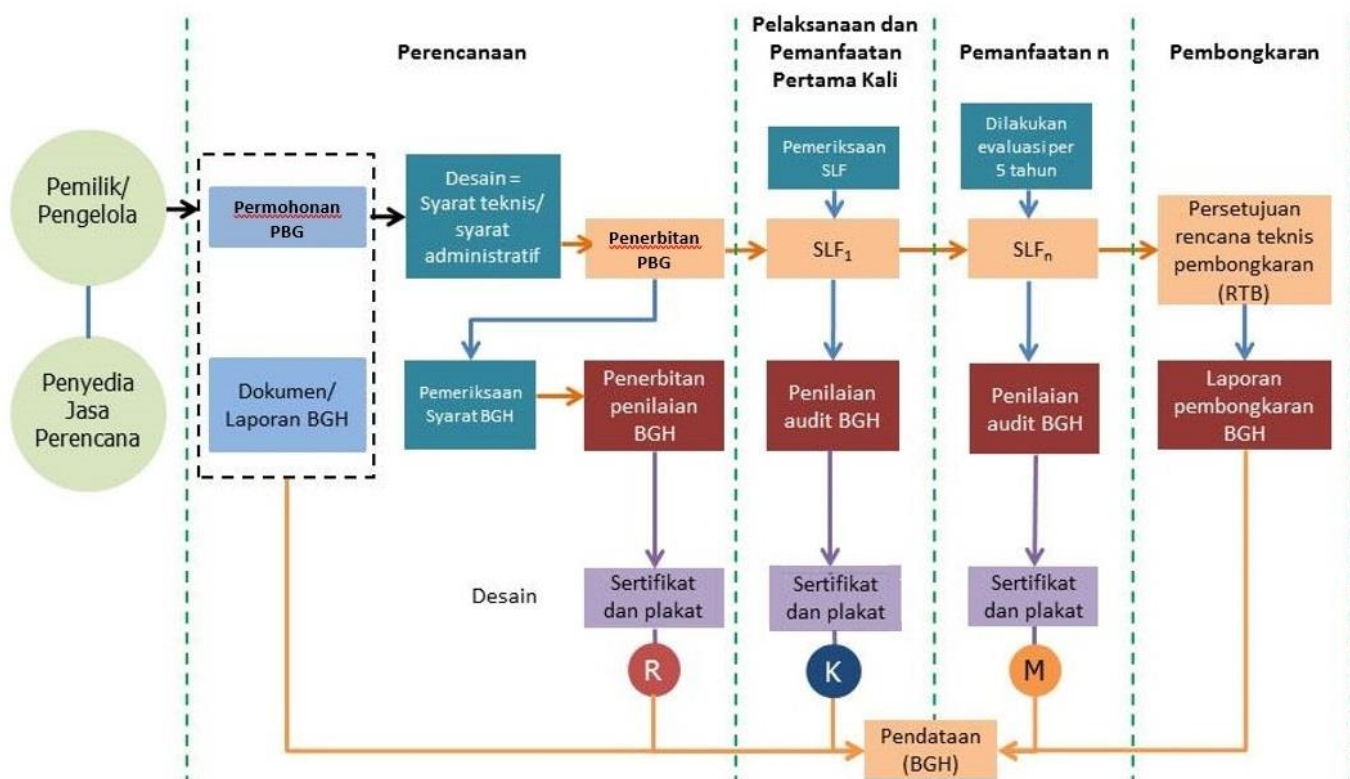 Perencanaan
Pelaksanaan dan
Pemanfaatan
Pertama Kali
Pemanfaatan n
Pembongkaran
Pemilik/
Pengelola
Permohonan
PBG
Desain =
Syarat teknis/
syarat
administratif
Penerbitan
PBG
Pemeriksaan
SLF
SLF₁
Dilakukan
evaluasi per
5 tahun
SLFₙ
Persetujuan
rencana teknis
pembongkaran
(RTB)
Penyedia
Jasa
Perencana
Dokumen/
Laporan BGH
Pemeriksaan
Syarat BGH
Penerbitan
penilaian
BGH
Penilaian
audit BGH
Penilaian
audit BGH
Laporan
pembongkaran
BGH
Desain
Sertifikat
dan plakat
Sertifikat
dan plakat
Sertifikat
dan plakat
R
K
M
Pendataan
(BGH)